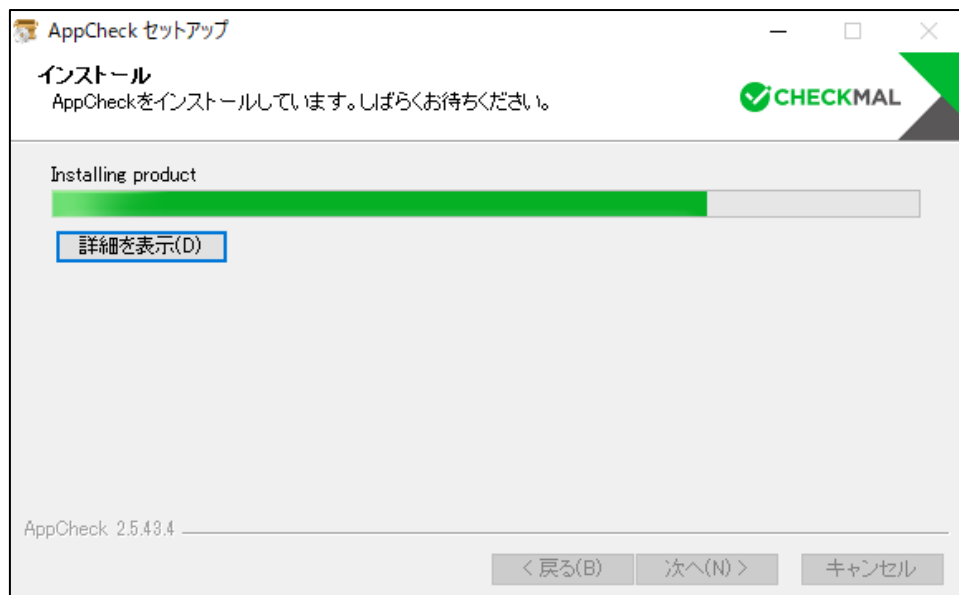 AppCheck セットアップ
インストール
AppCheckをインストールしています。しばらくお待ちください。
CHECKMAL
Installing product
詳細を表示(D)
AppCheck 2.5.43.4
< 戻る(B) 次へ(N) > キャンセル